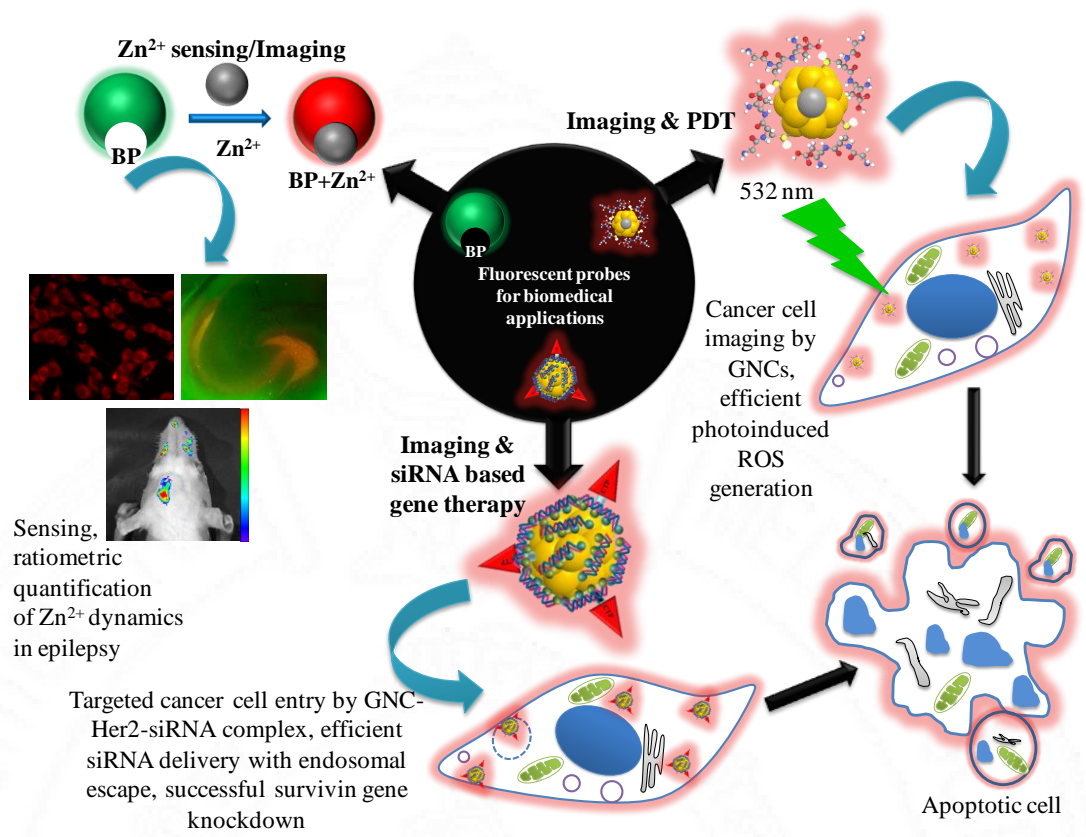 Zn²⁺ sensing/Imaging
BP
Zn²⁺
BP+Zn²⁺
Imaging & PDT
532 nm
BP
Fluorescent probes
for biomedical
applications
Cancer cell
imaging by
GNCs,
efficient
photoinduced
ROS
generation
Imaging &
siRNA based
gene therapy
Sensing,
ratiometric
quantification
of Zn²⁺ dynamics
in epilepsy
Targeted cancer cell entry by GNC-
Her2-siRNA complex, efficient
siRNA delivery with endosomal
escape, successful survivin gene
knockdown
Apoptotic cell